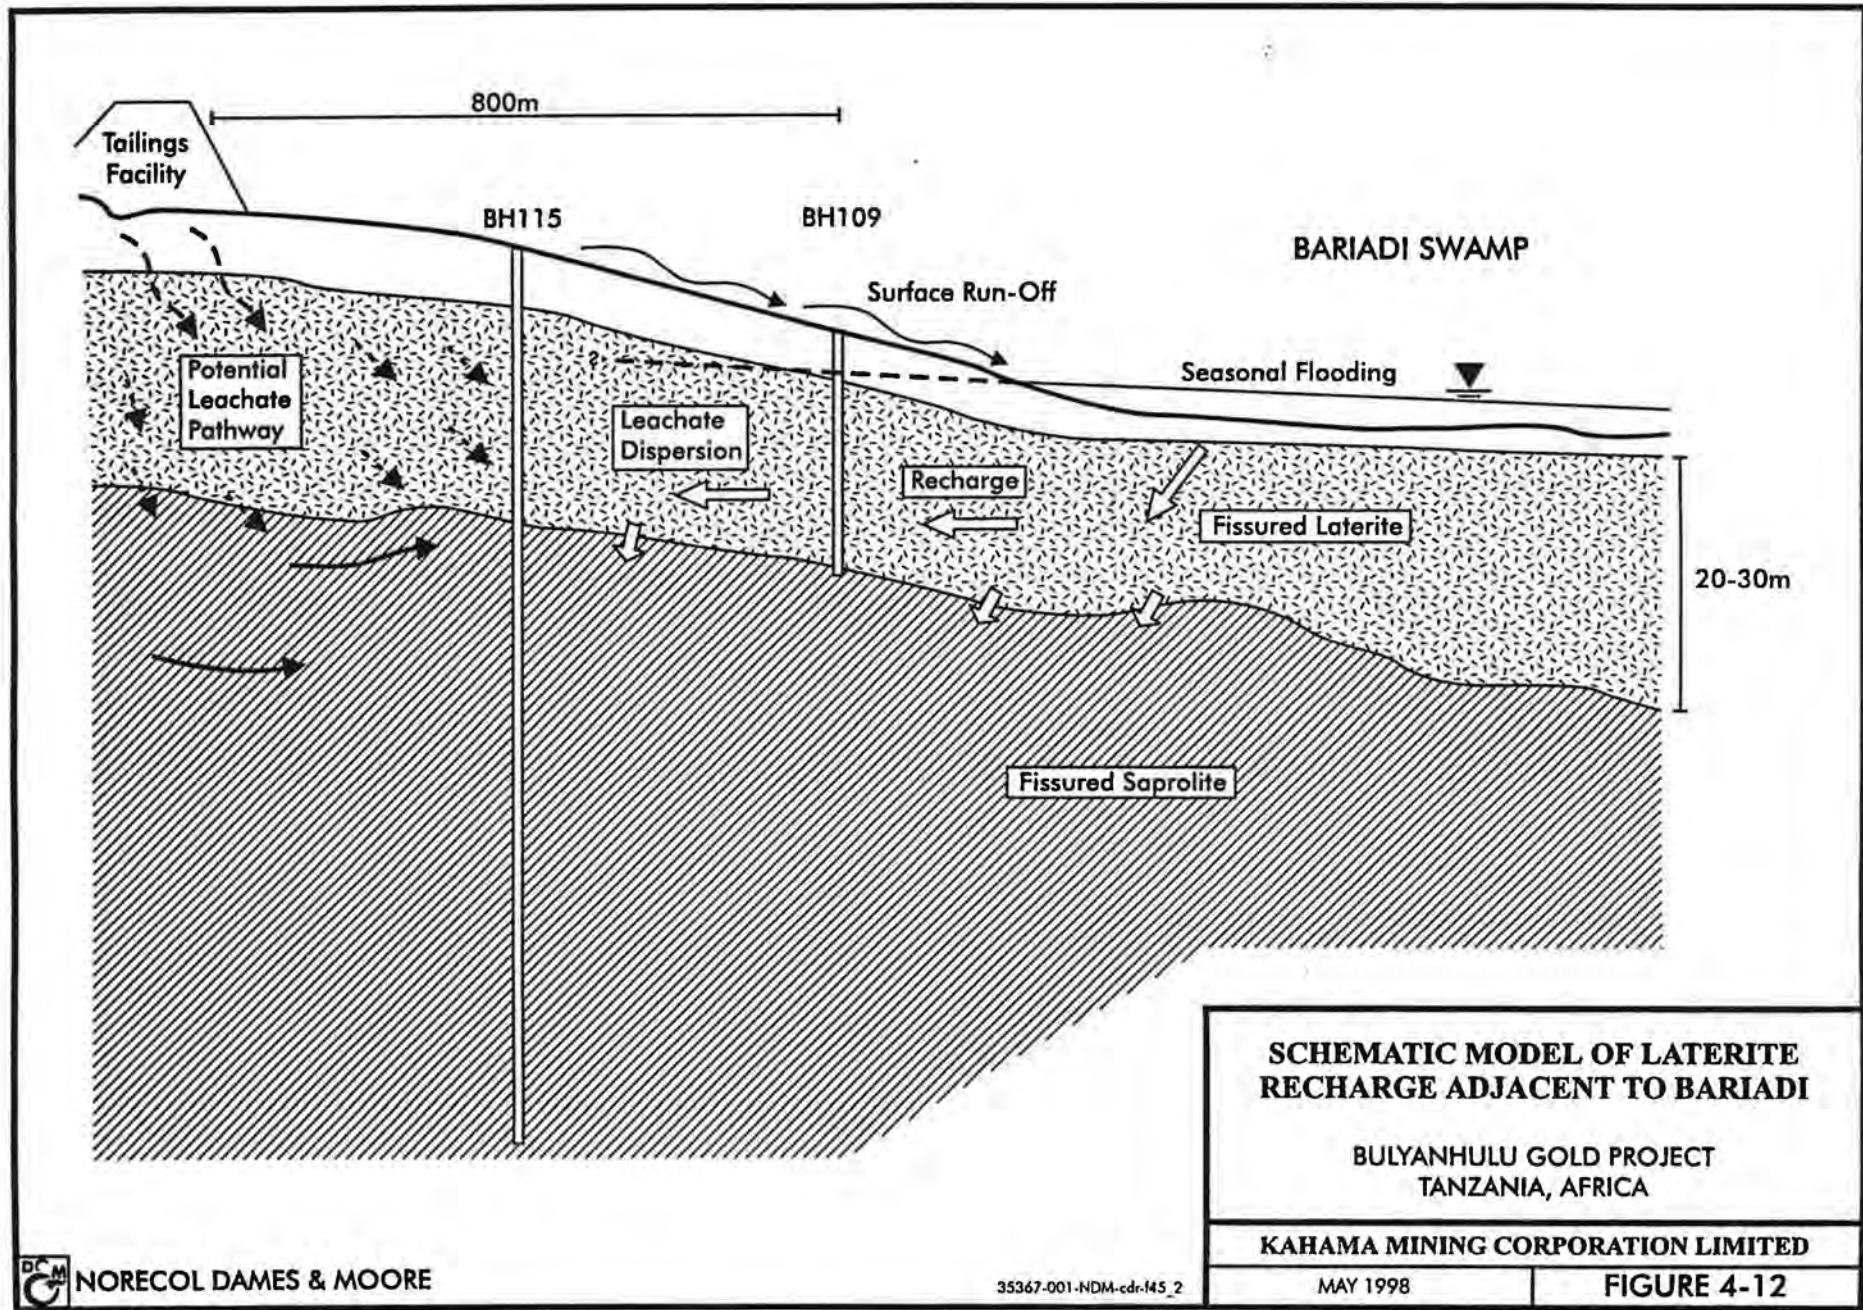 800m
Tailings
Facility
BH115
BH109
BARIADI SWAMP
Surface Run-Off
?
Seasonal Flooding
Potential
Leachate
Pathway
Leachate
Dispersion
Recharge
Fissured Laterite
20-30m
Fissured Saprolite
SCHEMATIC MODEL OF LATERITE
RECHARGE ADJACENT TO BARIADI
BULYANHULU GOLD PROJECT
TANZANIA, AFRICA
KAHAMA MINING CORPORATION LIMITED
MAY 1998
FIGURE 4-12
D M
NORECOL DAMES & MOORE
35367-001-NDM-cdr-f45_2